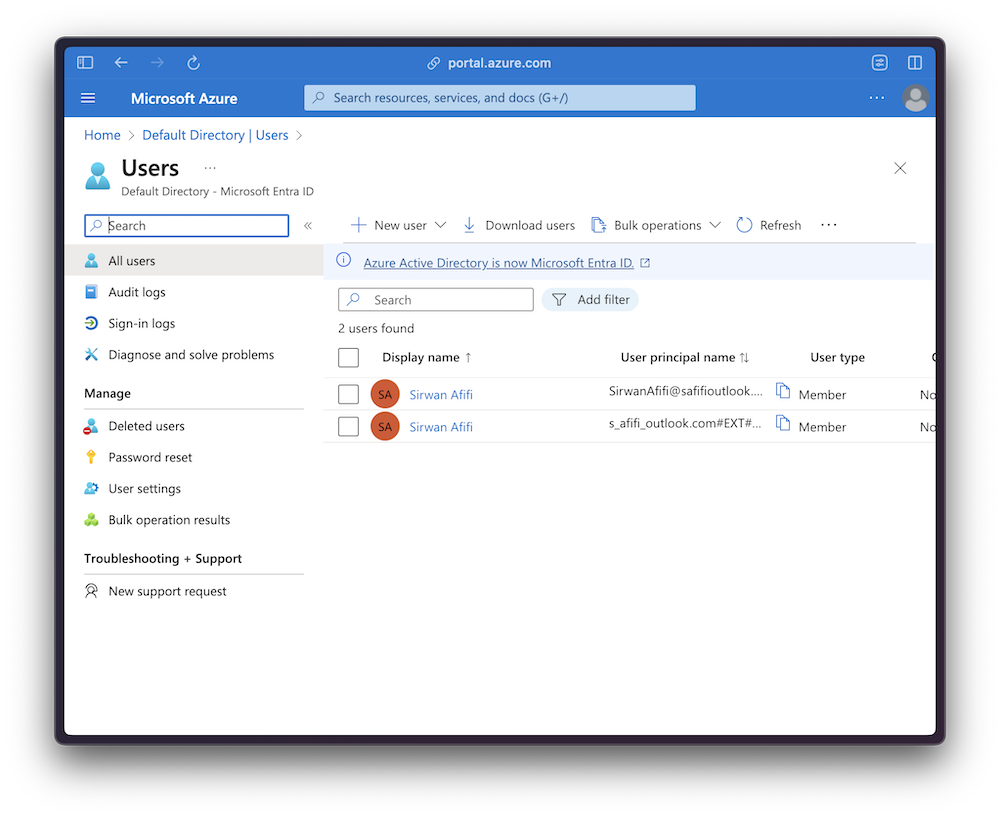 portal.azure.com
Microsoft Azure
Search resources, services, and docs (G+/)
Home > Default Directory | Users >
Users ...
Default Directory - Microsoft Entra ID
Search
«
New user
Download users
Bulk operations
Refresh
All users
Audit logs
Sign-in logs
Diagnose and solve problems
Manage
Deleted users
Password reset
User settings
Bulk operation results
Troubleshooting + Support
New support request
Azure Active Directory is now Microsoft Entra ID.
Search
Add filter
2 users found
Display name ↑ User principal name ↑↓ User type
SA Sirwan Afifi SirwanAfifi@safifioutlook.... Member No
SA Sirwan Afifi s_afifi_outlook.com#EXT#... Member No